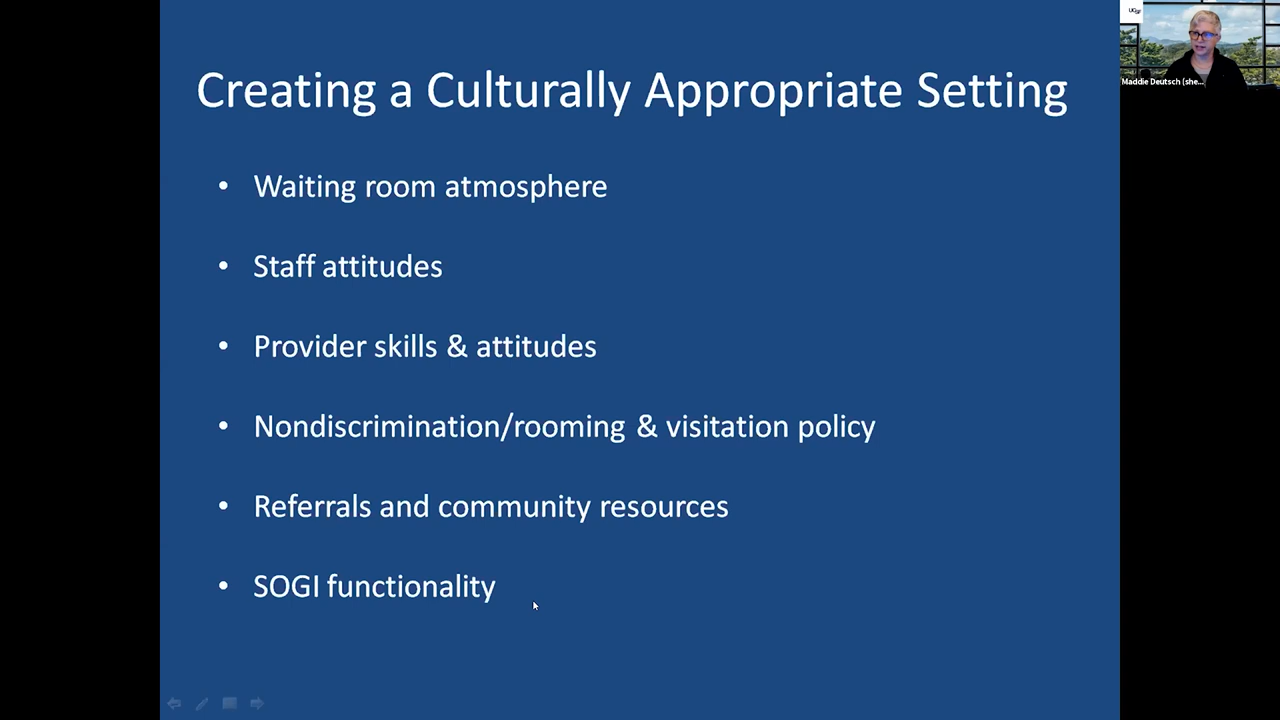 Creating a Culturally Appropriate Setting
• Waiting room atmosphere
• Staff attitudes
• Provider skills & attitudes
• Nondiscrimination/rooming & visitation policy
• Referrals and community resources
• SOGI functionality
UCSF
Maddie Deutsch (she...